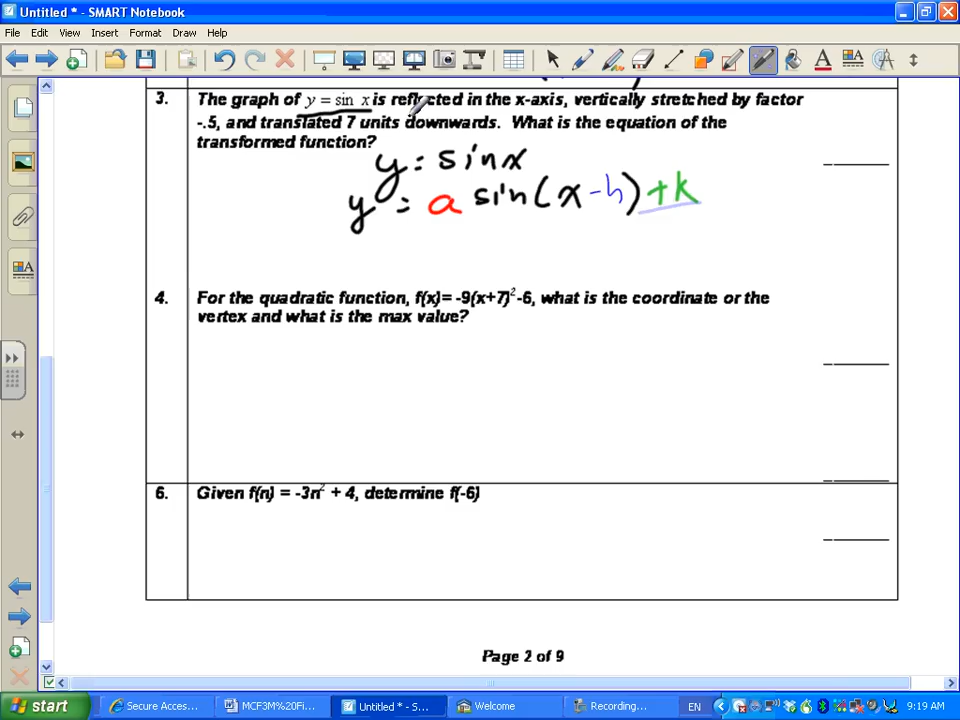 Untitled * - SMART Notebook
File Edit View Insert Format Draw Help
3. The graph of y = sin x is reflected in the x-axis, vertically stretched by factor
-.5, and translated 7 units downwards. What is the equation of the
transformed function?
y = sinx
y = a sin(x-h)+k
4. For the quadratic function, f(x)= -9(x+7)²-6, what is the coordinate or the
vertex and what is the max value?
6. Given f(n) = -3n² + 4, determine f(-6)
Page 2 of 9
start Secure Acces... MCF3M%20Fi... Untitled * - S... Welcome Recording... EN 9:19 AM